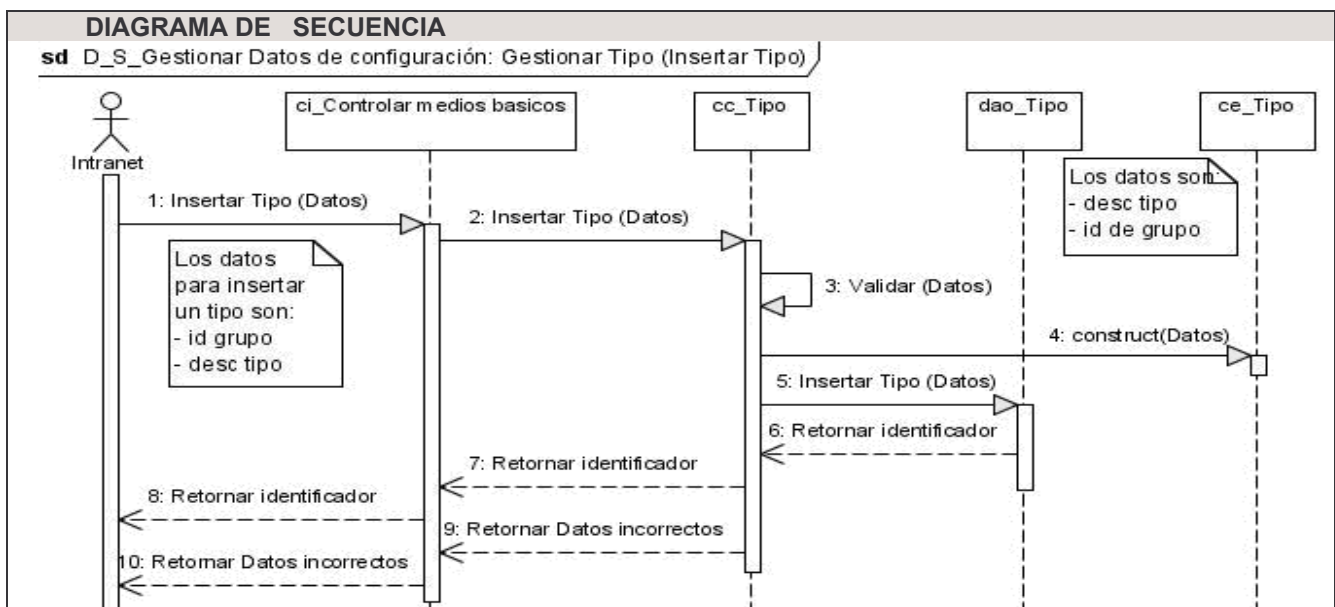 DIAGRAMA DE SECUENCIA
sd D_S_Gestionar Datos de configuración: Gestionar Tipo (Insertar Tipo)
ci_Controlar medios basicos
cc_Tipo
dao_Tipo
ce_Tipo
Intranet
Los datos son:
- desc tipo
- id de grupo
1: Insertar Tipo (Datos)
2: Insertar Tipo (Datos)
Los datos
para insertar
un tipo son:
- id grupo
- desc tipo
3: Validar (Datos)
4: construct(Datos)
5: Insertar Tipo (Datos)
6: Retornar identificador
7: Retornar identificador
8: Retornar identificador
9: Retornar Datos incorrectos
10: Retornar Datos incorrectos